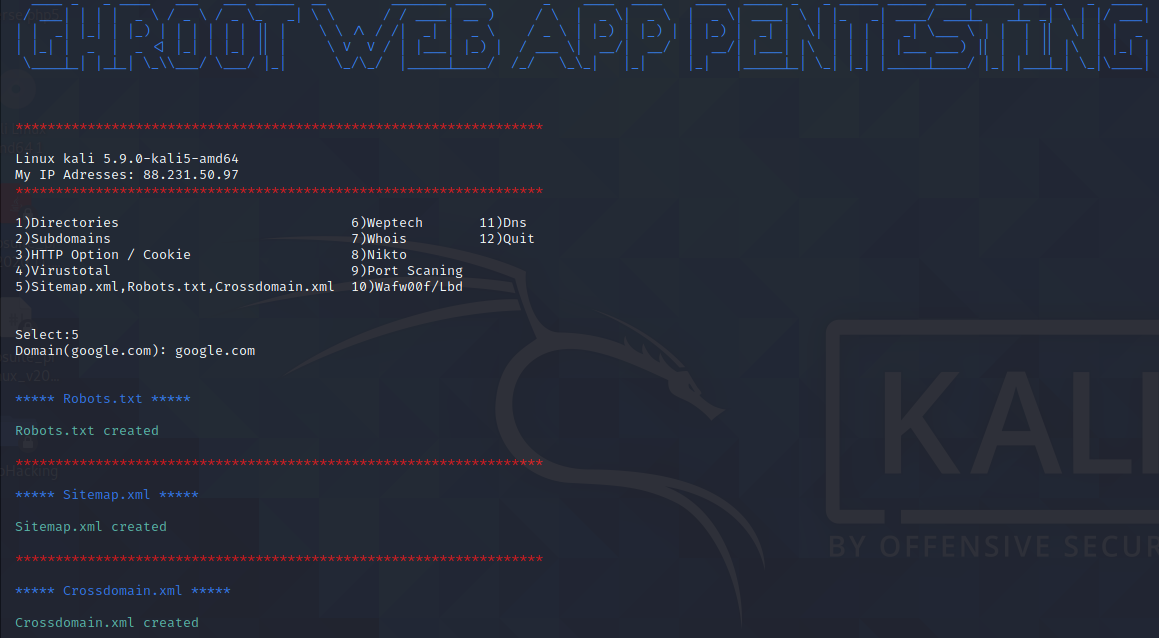 GHROOT WEB APP PENTESTING
******************************************************************
Linux kali 5.9.0-kali5-amd64
My IP Adresses: 88.231.50.97
******************************************************************
1)Directories 6)Weptech 11)Dns
2)Subdomains 7)Whois 12)Quit
3)HTTP Option / Cookie 8)Nikto
4)Virustotal 9)Port Scaning
5)Sitemap.xml,Robots.txt,Crossdomain.xml 10)Wafw00f/Lbd
Select:5
Domain(google.com): google.com
***** Robots.txt *****
Robots.txt created
******************************************************************
***** Sitemap.xml *****
Sitemap.xml created
******************************************************************
***** Crossdomain.xml *****
Crossdomain.xml created
KAL
BY OFFENSIVE SECUR